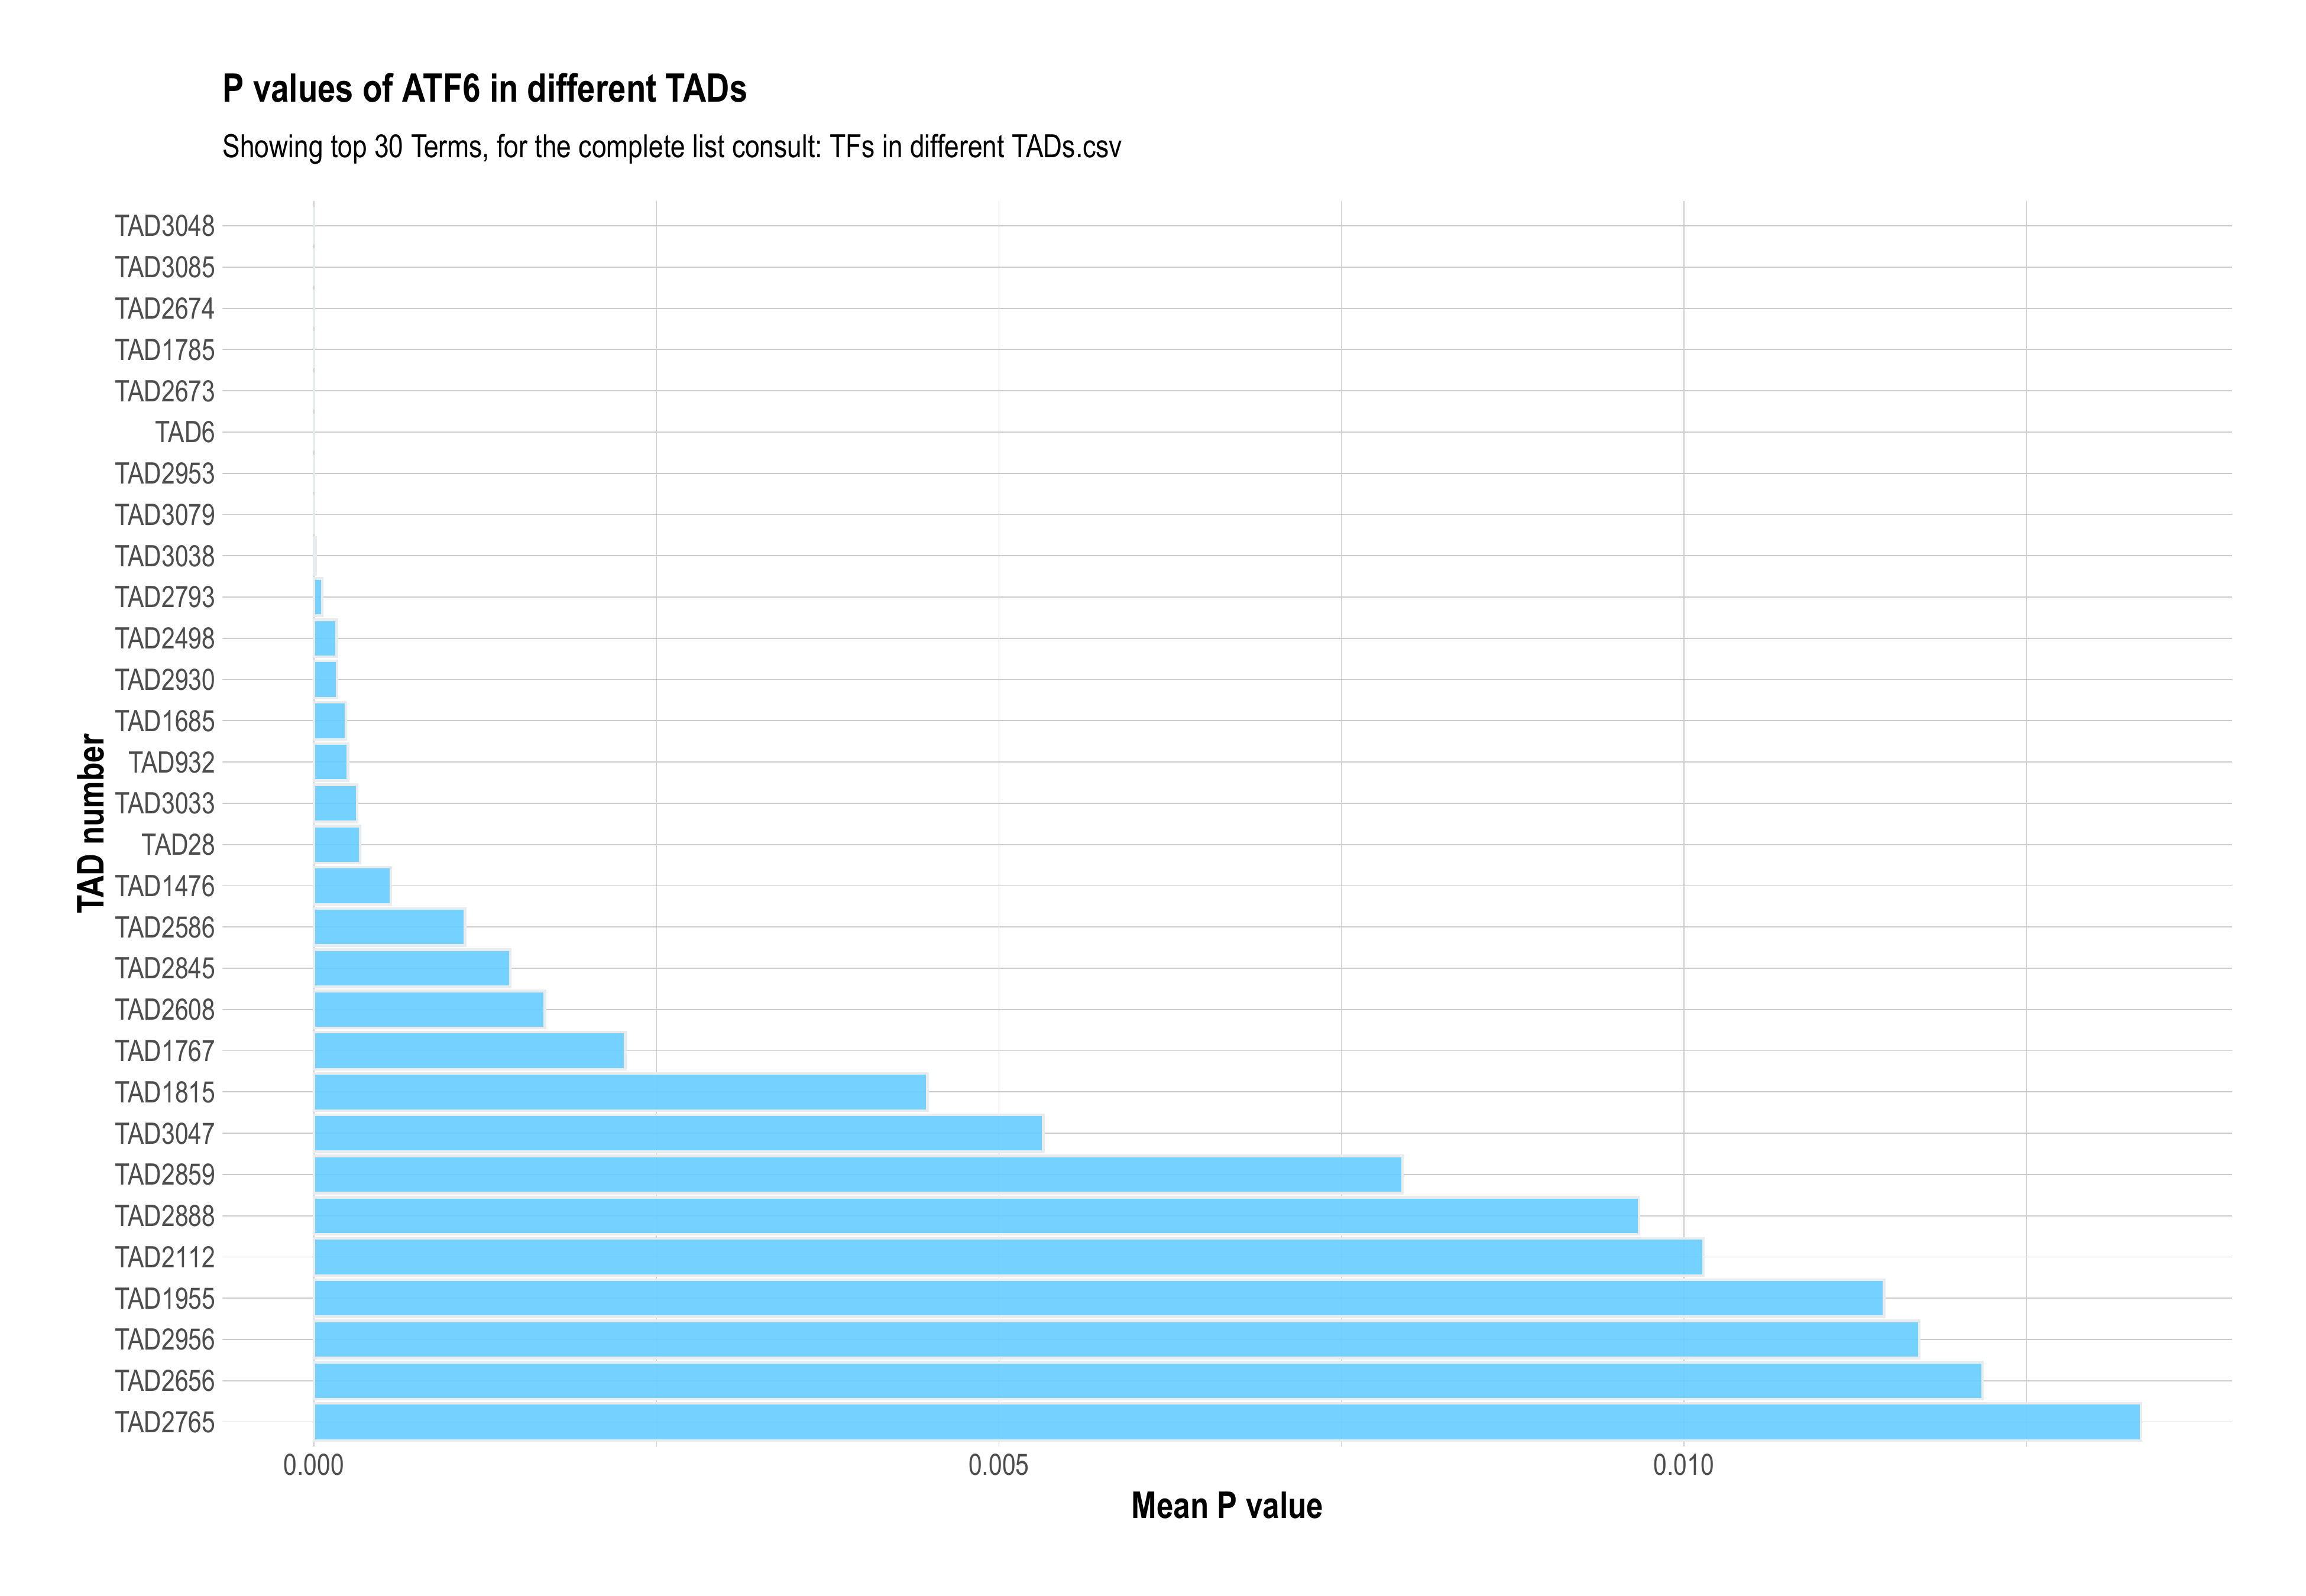 P values of ATF6 in different TADs
Showing top 30 Terms, for the complete list consult: TFs in different TADs.csv
TAD number
TAD3048
TAD3085
TAD2674
TAD1785
TAD2673
TAD6
TAD2953
TAD3079
TAD3038
TAD2793
TAD2498
TAD2930
TAD1685
TAD932
TAD3033
TAD28
TAD1476
TAD2586
TAD2845
TAD2608
TAD1767
TAD1815
TAD3047
TAD2859
TAD2888
TAD2112
TAD1955
TAD2956
TAD2656
TAD2765
0.000 0.005 0.010
Mean P value